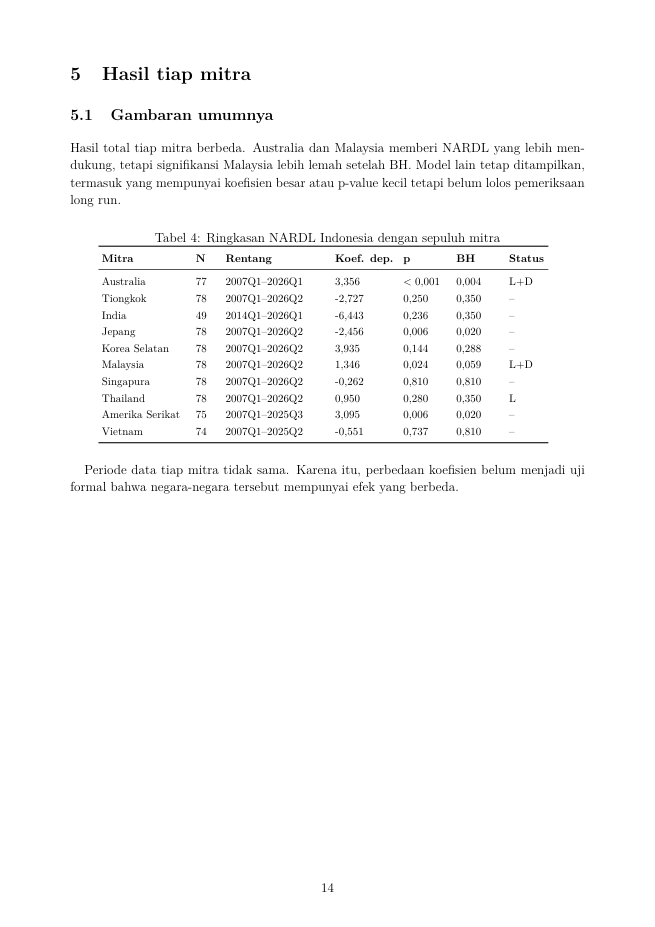 5 Hasil tiap mitra
5.1 Gambaran umumnya
Hasil total tiap mitra berbeda. Australia dan Malaysia memberi NARDL yang lebih men-
dukung, tetapi signifikansi Malaysia lebih lemah setelah BH. Model lain tetap ditampilkan,
termasuk yang mempunyai koefisien besar atau p-value kecil tetapi belum lolos pemeriksaan
long run.
Tabel 4: Ringkasan NARDL Indonesia dengan sepuluh mitra
Mitra N Rentang Koef. dep. p BH Status
Australia 77 2007Q1–2026Q1 3,356 < 0,001 0,004 L+D
Tiongkok 78 2007Q1–2026Q2 -2,727 0,250 0,350 –
India 49 2014Q1–2026Q1 -6,443 0,236 0,350 –
Jepang 78 2007Q1–2026Q2 -2,456 0,006 0,020 –
Korea Selatan 78 2007Q1–2026Q2 3,935 0,144 0,288 –
Malaysia 78 2007Q1–2026Q2 1,346 0,024 0,059 L+D
Singapura 78 2007Q1–2026Q2 -0,262 0,810 0,810 –
Thailand 78 2007Q1–2026Q2 0,950 0,280 0,350 L
Amerika Serikat 75 2007Q1–2025Q3 3,095 0,006 0,020 –
Vietnam 74 2007Q1–2025Q2 -0,551 0,737 0,810 –
Periode data tiap mitra tidak sama. Karena itu, perbedaan koefisien belum menjadi uji
formal bahwa negara-negara tersebut mempunyai efek yang berbeda.
14